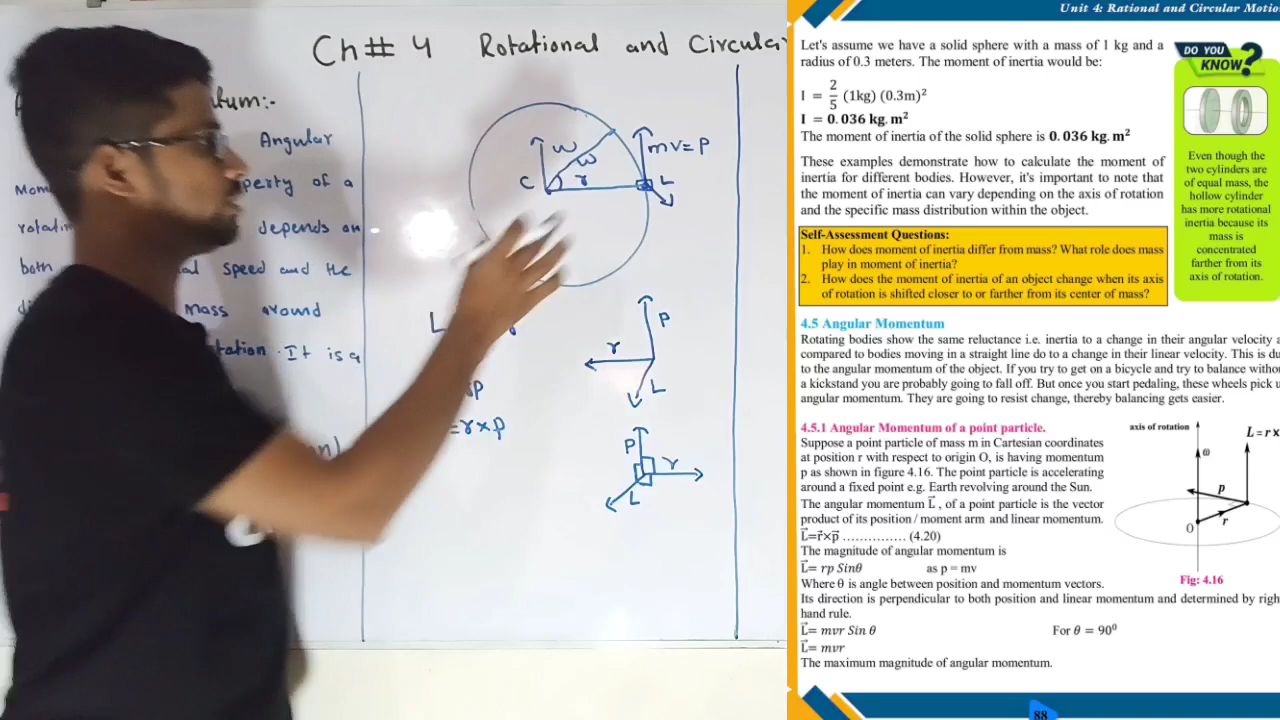 Ch# 4 Rotational and Circular
tum:-
Angular
Mom perty of a
rotati depends on
both al speed and the
di Mass around
tation. It is a
ω
ω
C
r
mv=P
L
L
P
r
L
p
=r×p
P
r
L
Unit 4: Rational and Circular Motio
Let's assume we have a solid sphere with a mass of 1 kg and a
radius of 0.3 meters. The moment of inertia would be:
I = 2/5 (1kg) (0.3m)²
I = 0.036 kg.m²
The moment of inertia of the solid sphere is 0.036 kg.m²
These examples demonstrate how to calculate the moment of
inertia for different bodies. However, it's important to note that
the moment of inertia can vary depending on the axis of rotation
and the specific mass distribution within the object.
Self-Assessment Questions:
1. How does moment of inertia differ from mass? What role does mass
play in moment of inertia?
2. How does the moment of inertia of an object change when its axis
of rotation is shifted closer to or farther from its center of mass?
DO YOU
KNOW?
Even though the
two cylinders are
of equal mass, the
hollow cylinder
has more rotational
inertia because its
mass is
concentrated
farther from its
axis of rotation.
4.5 Angular Momentum
Rotating bodies show the same reluctance i.e. inertia to a change in their angular velocity a
compared to bodies moving in a straight line do to a change in their linear velocity. This is du
to the angular momentum of the object. If you try to get on a bicycle and try to balance witho
a kickstand you are probably going to fall off. But once you start pedaling, these wheels pick u
angular momentum. They are going to resist change, thereby balancing gets easier.
4.5.1 Angular Momentum of a point particle.
Suppose a point particle of mass m in Cartesian coordinates
at position r with respect to origin O, is having momentum
p as shown in figure 4.16. The point particle is accelerating
around a fixed point e.g. Earth revolving around the Sun.
The angular momentum L⃗ , of a point particle is the vector
product of its position / moment arm and linear momentum.
L⃗=r⃗×p⃗ ............... (4.20)
The magnitude of angular momentum is
L⃗= rp Sinθ as p = mv
Where θ is angle between position and momentum vectors.
Its direction is perpendicular to both position and linear momentum and determined by righ
hand rule.
L⃗= mvr Sin θ For θ = 90⁰
L⃗= mvr
The maximum magnitude of angular momentum.
axis of rotation
L = r×
ω
p
O
r
Fig: 4.16
88